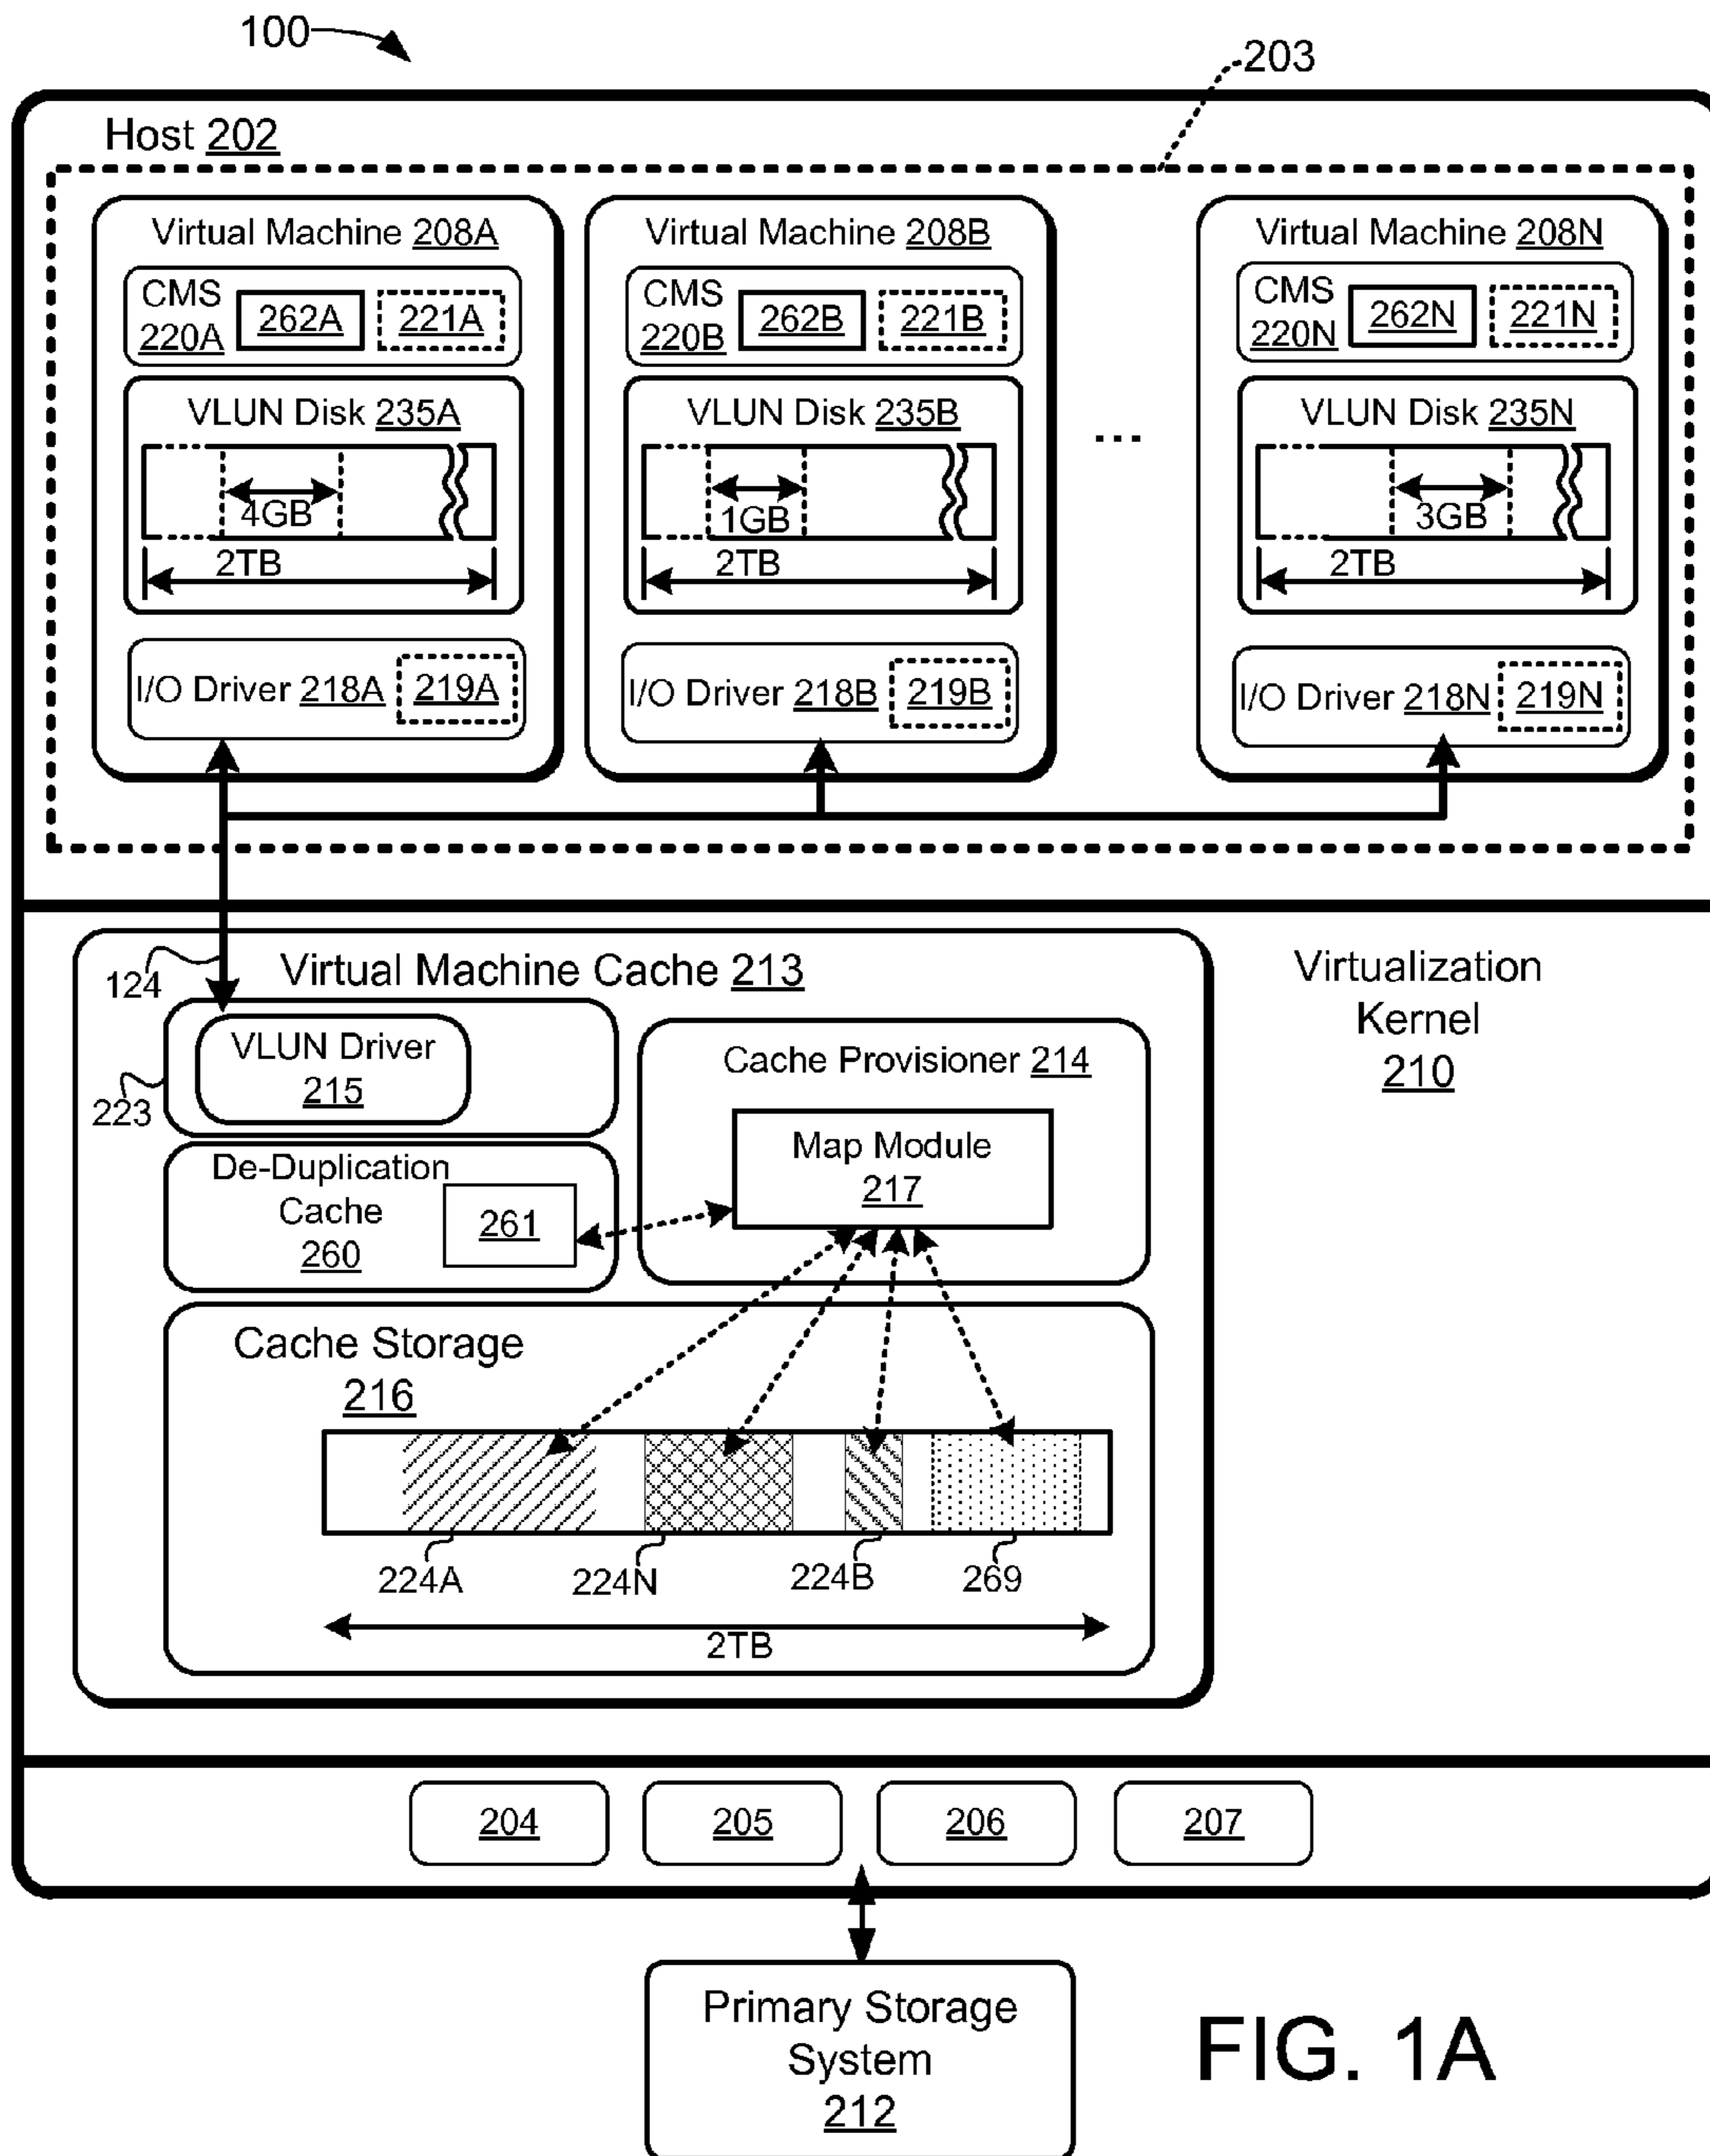 100
203
Host 202
Virtual Machine 208A
CMS
220A
262A
221A
VLUN Disk 235A
4GB
2TB
I/O Driver 218A
219A
Virtual Machine 208B
CMS
220B
262B
221B
VLUN Disk 235B
1GB
2TB
I/O Driver 218B
219B
...
Virtual Machine 208N
CMS
220N
262N
221N
VLUN Disk 235N
3GB
2TB
I/O Driver 218N
219N
124
Virtual Machine Cache 213
Virtualization
Kernel
210
VLUN Driver
215
223
Cache Provisioner 214
Map Module
217
De-Duplication
Cache
260
261
Cache Storage
216
224A
224N
224B
269
2TB
204
205
206
207
Primary Storage
System
212
FIG. 1A